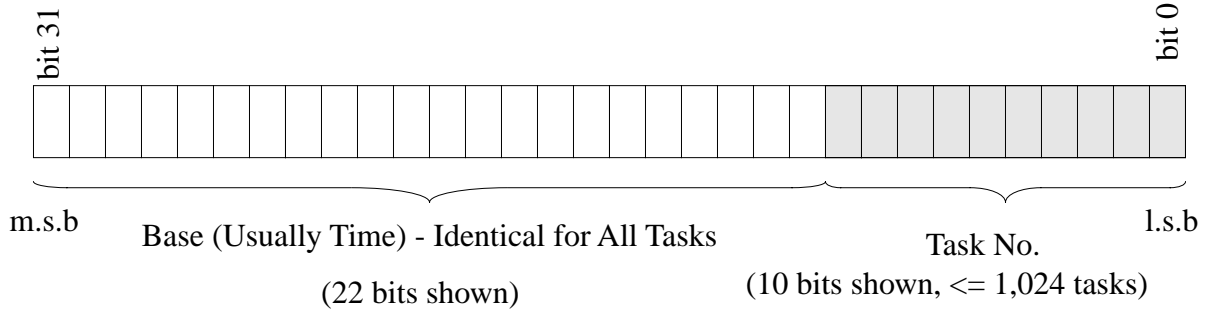 bit 31
bit 0
m.s.b
l.s.b
Base (Usually Time) - Identical for All Tasks
(22 bits shown)
Task No.
(10 bits shown, <= 1,024 tasks)